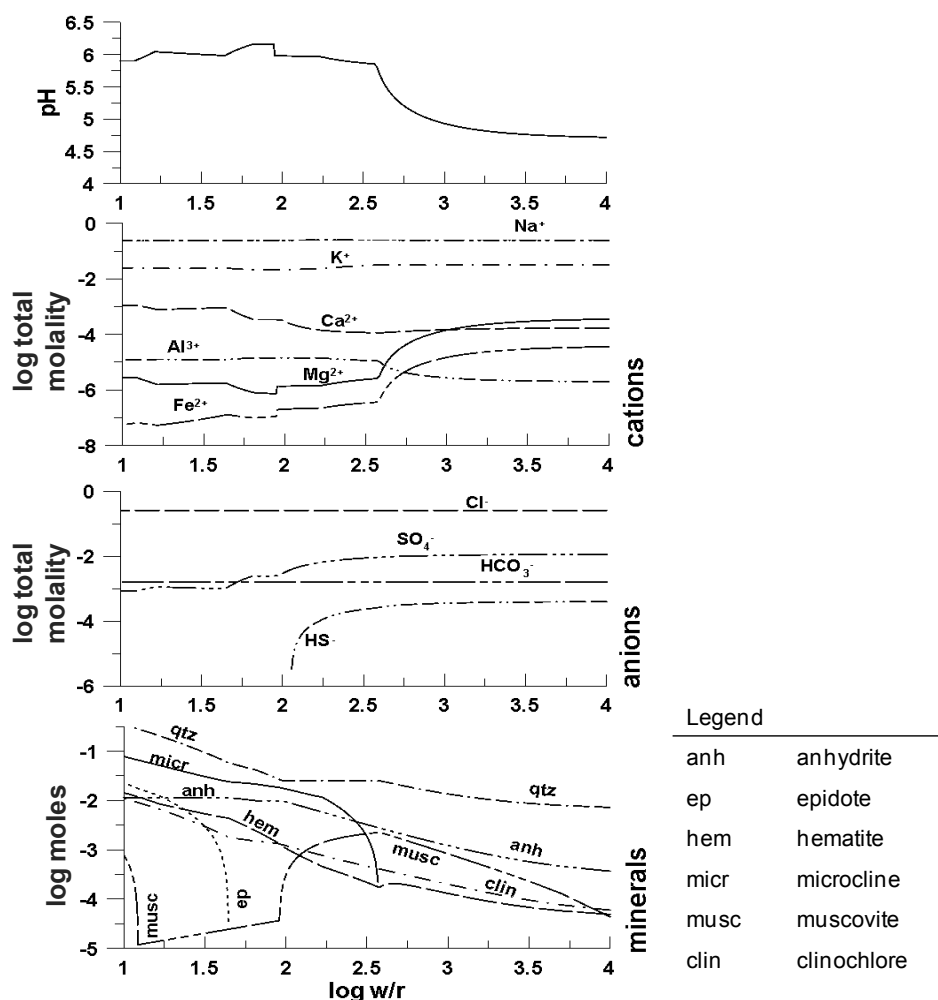 6.5
6
5.5
5
4.5
4
pH
1 1.5 2 2.5 3 3.5 4
0
-2
-4
-6
-8
log total
molality
Na+
K+
Ca2+
Al3+
Mg2+
Fe2+
cations
1 1.5 2 2.5 3 3.5 4
0
-2
-4
-6
log total
molality
Cl-
SO4-
HCO3-
HS-
anions
1 1.5 2 2.5 3 3.5 4
-1
-2
-3
-4
-5
log moles
qtz
micr
anh
hem
musc
ep
musc
clin
qtz
anh
minerals
1 1.5 2 2.5 3 3.5 4
log w/r
Legend
anh anhydrite
ep epidote
hem hematite
micr microcline
musc muscovite
clin clinochlore